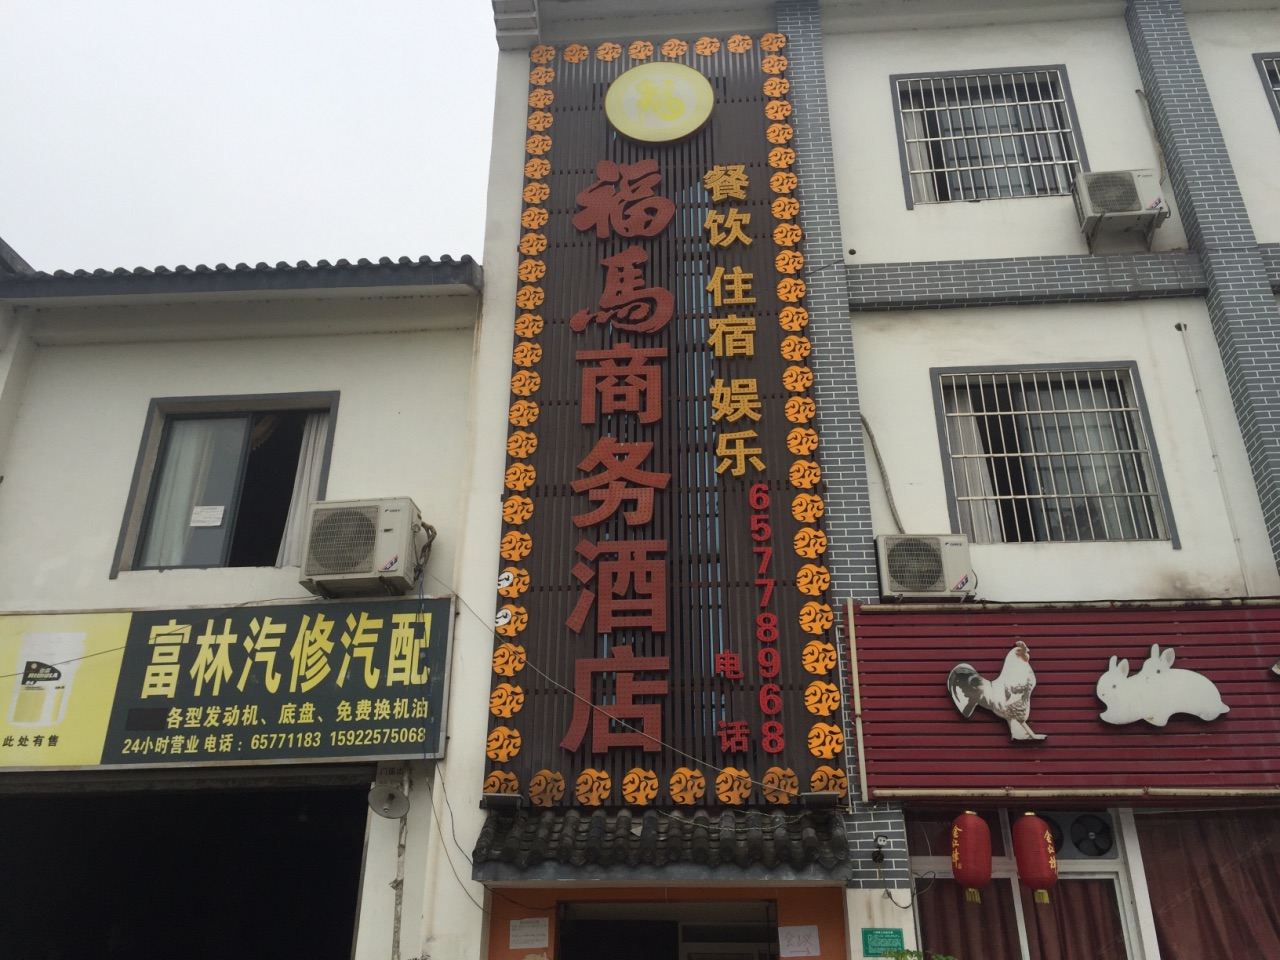 福
福馬商务酒店
餐饮住宿娱乐
电话
65778968
富林汽修汽配
各型发动机、底盘、免费换机油
24小时营业 电话：65771183 15922575068
此处有售